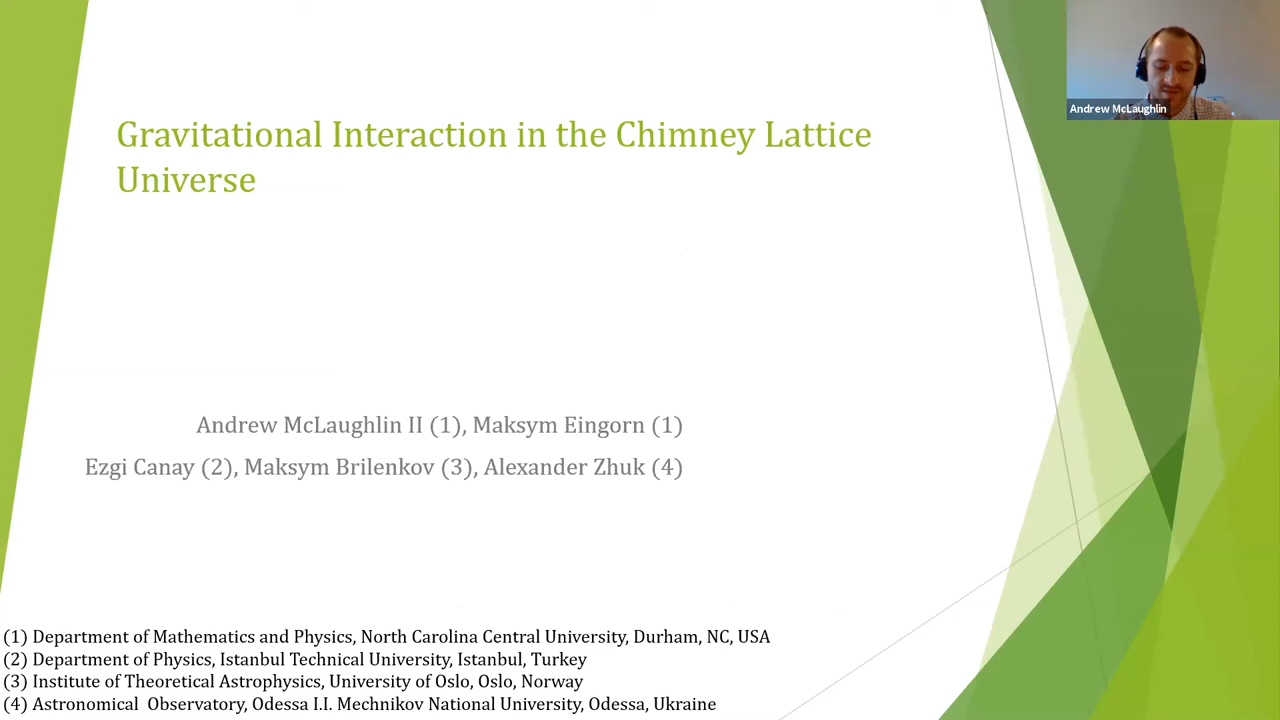 Andrew McLaughlin
Gravitational Interaction in the Chimney Lattice
Universe
Andrew McLaughlin II (1), Maksym Eingorn (1)
Ezgi Canay (2), Maksym Brilenkov (3), Alexander Zhuk (4)
(1) Department of Mathematics and Physics, North Carolina Central University, Durham, NC, USA
(2) Department of Physics, Istanbul Technical University, Istanbul, Turkey
(3) Institute of Theoretical Astrophysics, University of Oslo, Oslo, Norway
(4) Astronomical Observatory, Odessa I.I. Mechnikov National University, Odessa, Ukraine